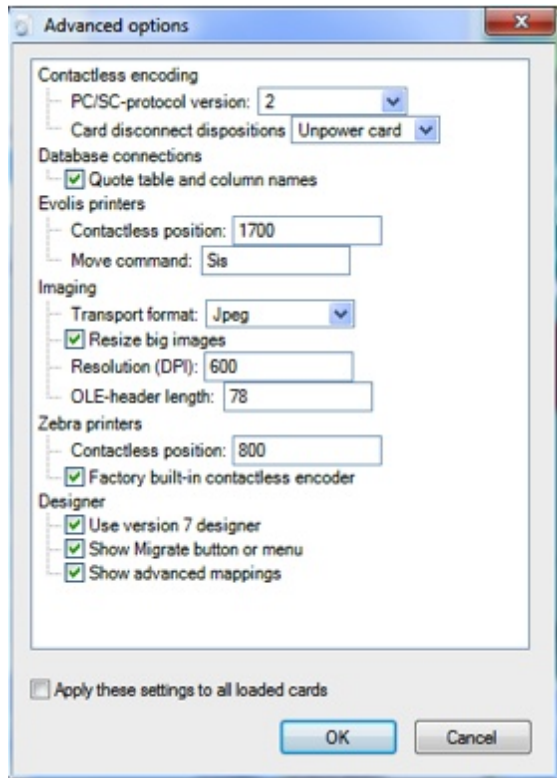 Advanced options
Contactless encoding
PC/SC-protocol version: 2
Card disconnect dispositions Unpower card
Database connections
Quote table and column names
Evolis printers
Contactless position: 1700
Move command: Sis
Imaging
Transport format: Jpeg
Resize big images
Resolution (DPI): 600
OLE-header length: 78
Zebra printers
Contactless position: 800
Factory built-in contactless encoder
Designer
Use version 7 designer
Show Migrate button or menu
Show advanced mappings
Apply these settings to all loaded cards
OK Cancel